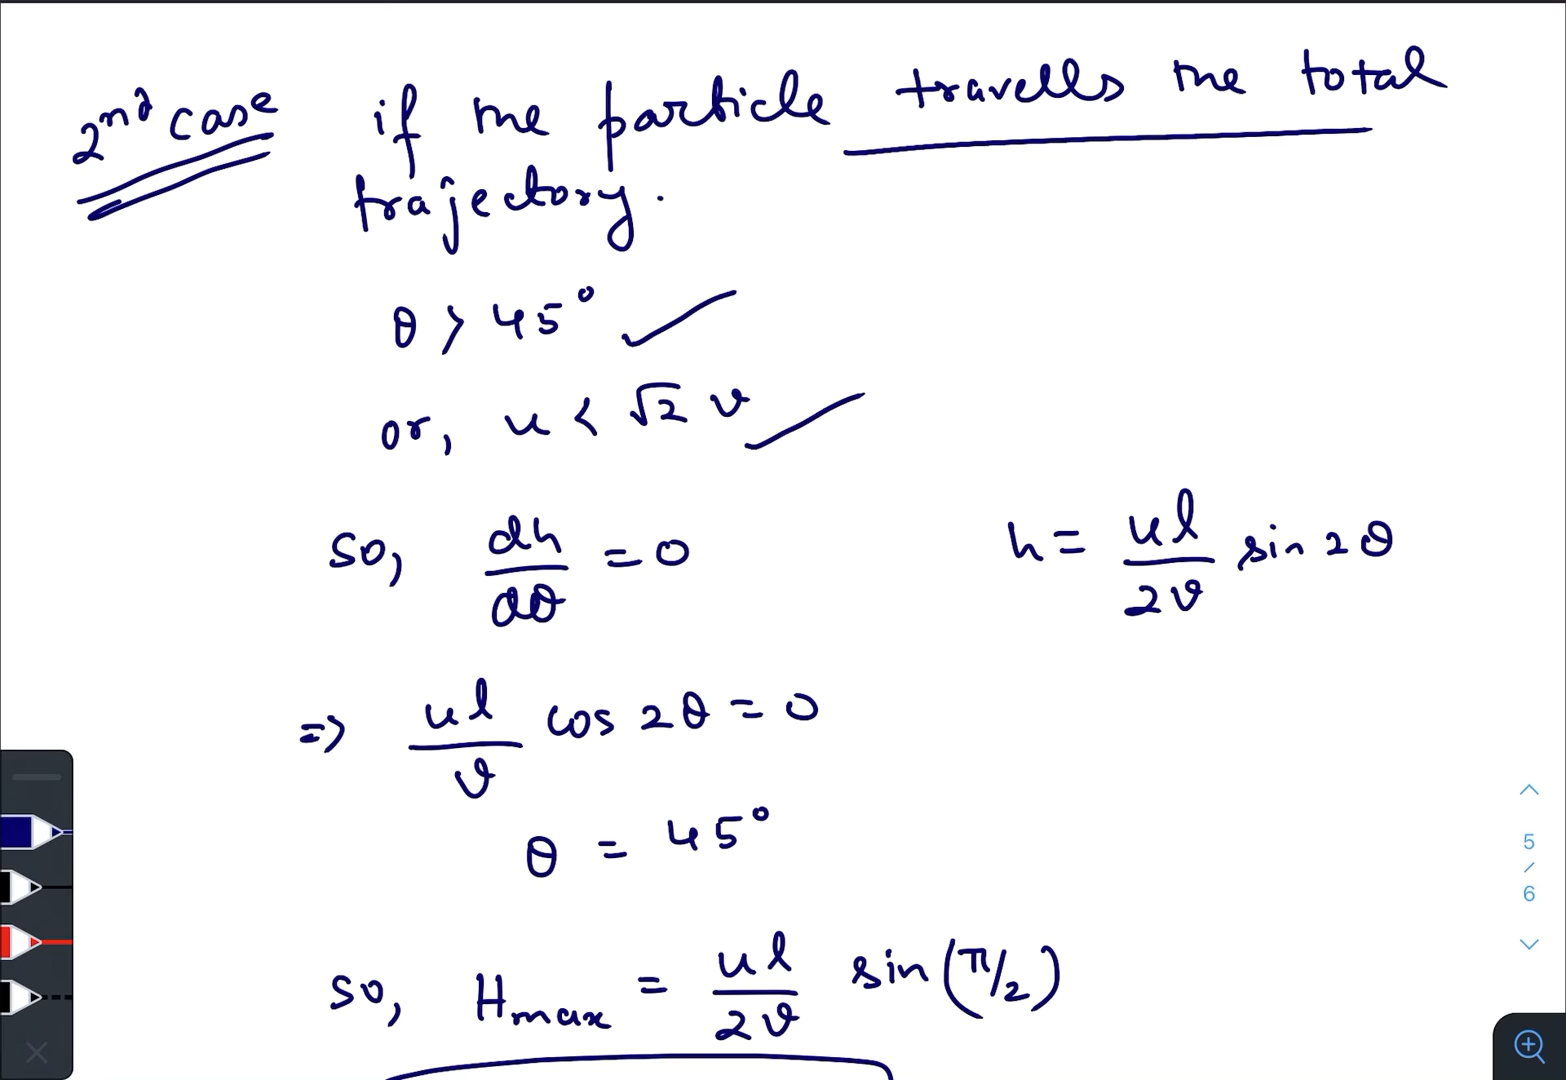 2nd case if the particle travells the total
trajectory.
θ > 45°
or, u < √2 v
so, dh/dθ = 0 h = ul/2v sin 2θ
=> ul/v cos 2θ = 0
θ = 45°
so, Hmax = ul/2v sin(π/2)
5
/
6